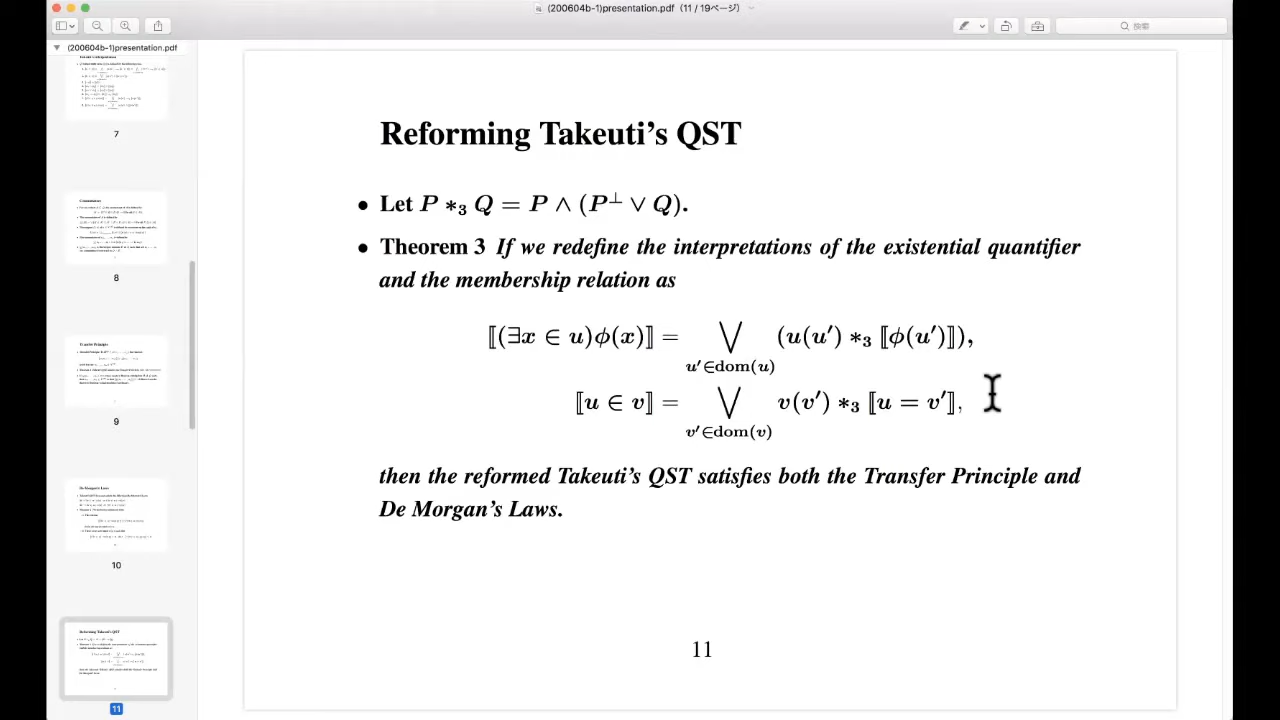 (200604b-1)presentation.pdf（11 / 19ページ）
検索
(200604b-1)presentation.pdf
7
8
9
10
11
Reforming Takeuti's QST
• Let P ∗₃ Q = P ∧ (P^⊥ ∨ Q).
• Theorem 3 If we redefine the interpretations of the existential quantifier
and the membership relation as
⟦(∃x ∈ u)ϕ(x)⟧ = ⋁ (u(u′) ∗₃ ⟦ϕ(u′)⟧),
u′∈dom(u)
⟦u ∈ v⟧ = ⋁ v(v′) ∗₃ ⟦u = v′⟧,
v′∈dom(v)
then the reformed Takeuti's QST satisfies both the Transfer Principle and
De Morgan's Laws.
11